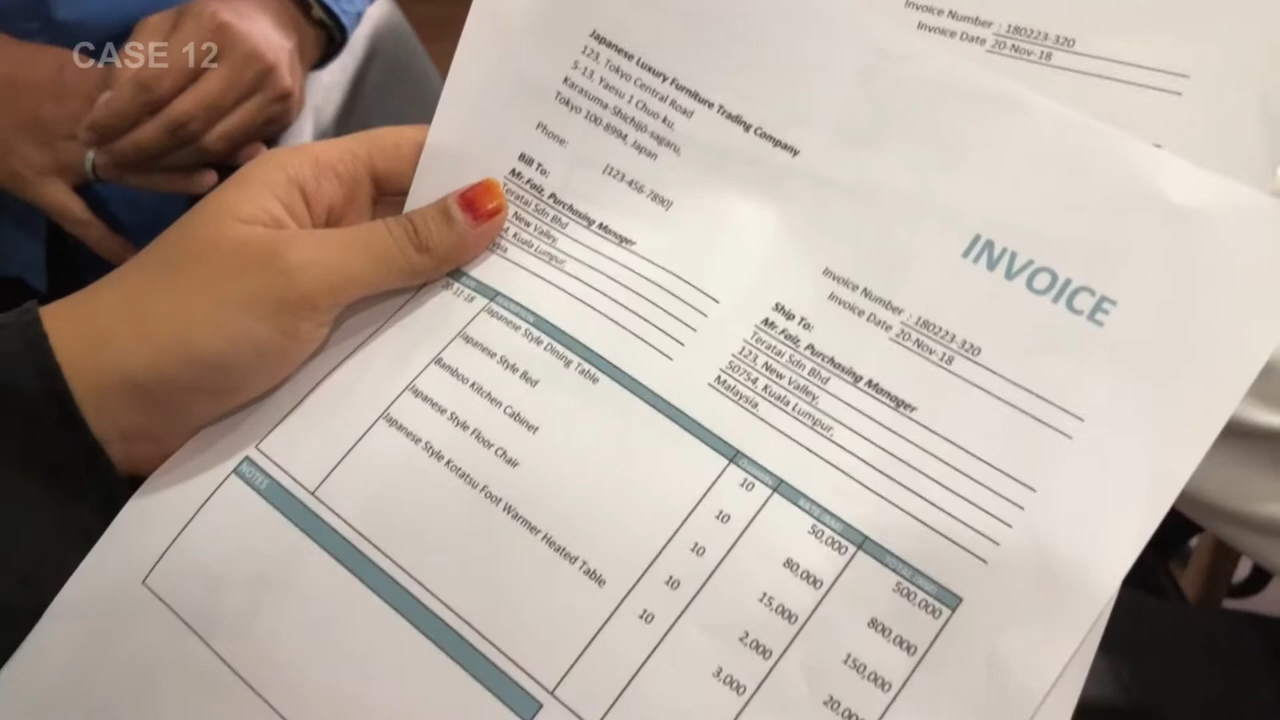 CASE 12
Invoice Number : 180223-320
Invoice Date 20-Nov-18
Japanese Luxury Furniture Trading Company
123, Tokyo Central Road
5-13, Yaesu 1 Chuo-ku,
Karasuma-Shichijō-sagaru,
Tokyo 100-8994, Japan
Phone: [123-456-7890]
INVOICE
Invoice Number : 180223-320
Invoice Date 20-Nov-18
Bill To:
Mr.Faiz, Purchasing Manager
Teratai Sdn Bhd
New Valley,
Kuala Lumpur,
Ship To:
Mr.Faiz, Purchasing Manager
Teratai Sdn Bhd
123, New Valley,
50754, Kuala Lumpur,
Malaysia.
20-11-18 Japanese Style Dining Table 10 50,000 500,000
Japanese Style Bed 10 80,000 800,000
Bamboo Kitchen Cabinet 10 15,000 150,000
Japanese Style Floor Chair 10 2,000
Japanese Style Kotatsu Foot Warmer Heated Table 10 3,000
NOTES